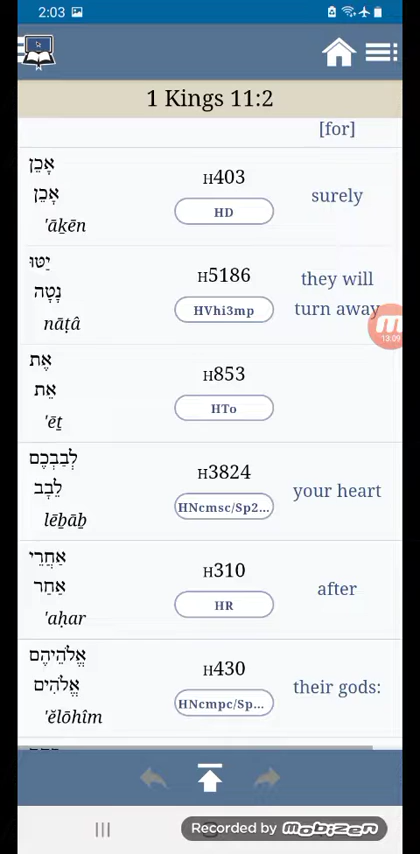 2:03
1 Kings 11:2
[for]
אָכֵן
אָכֵן
'āḵēn
H403
HD
surely
יַטּוּ
נָטָה
nāṭâ
H5186
HVhi3mp
they will
turn away
13:09
אֶת
אֵת
'ēṯ
H853
HTo
לְבַבְכֶם
לֵבָב
lēḇāḇ
H3824
HNcmsc/Sp2...
your heart
אַחֲרֵי
אַחַר
'aḥar
H310
HR
after
אֱלֹהֵיהֶם
אֱלֹהִים
'ĕlōhîm
H430
HNcmpc/Sp...
their gods:
Recorded by mobizen